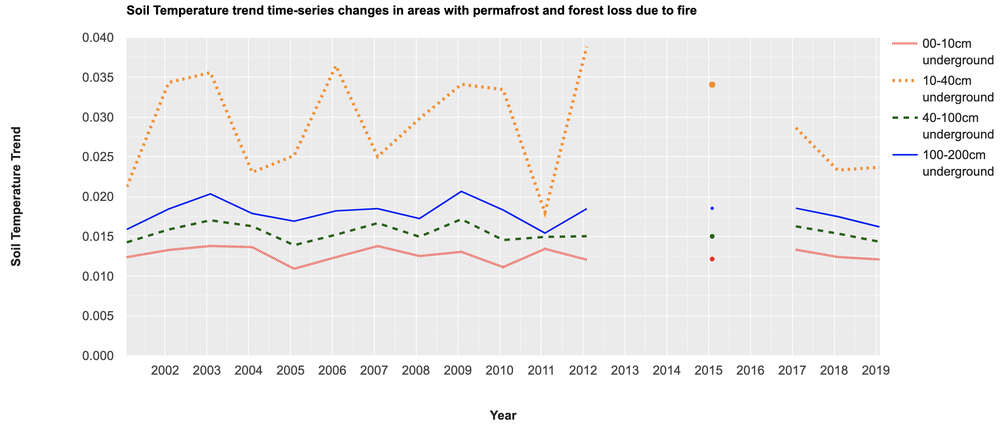 Soil Temperature trend time-series changes in areas with permafrost and forest loss due to fire
Soil Temperature Trend
0.040
0.035
0.030
0.025
0.020
0.015
0.010
0.005
0.000
2002 2003 2004 2005 2006 2007 2008 2009 2010 2011 2012 2013 2014 2015 2016 2017 2018 2019
Year
00-10cm
underground
10-40cm
underground
40-100cm
underground
100-200cm
underground